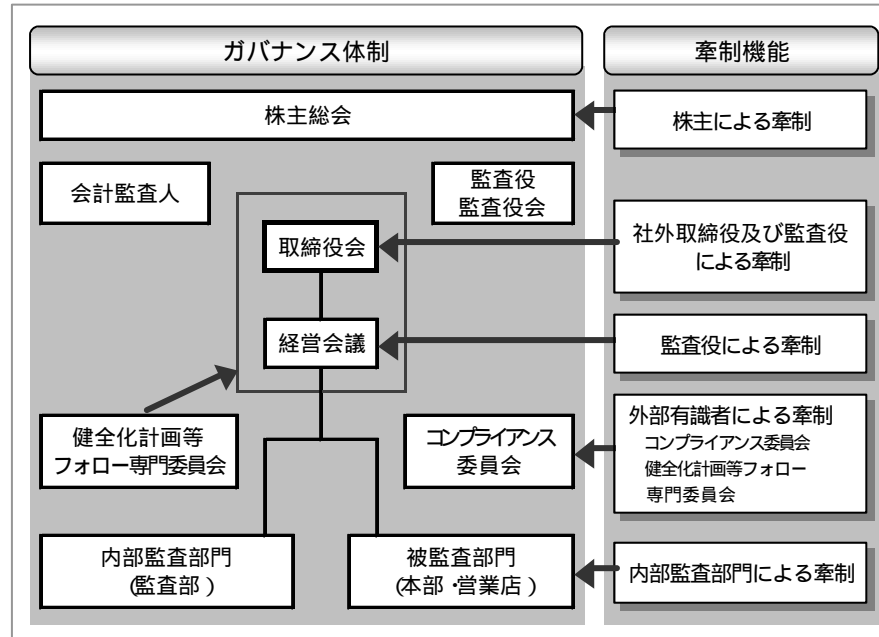 ガバナンス体制
牽制機能
株主総会
株主による牽制
会計監査人
監査役
監査役会
取締役会
社外取締役及び監査役
による牽制
経営会議
監査役による牽制
健全化計画等
フォロー専門委員会
コンプライアンス
委員会
外部有識者による牽制
コンプライアンス委員会
健全化計画等フォロー
専門委員会
内部監査部門
(監査部)
被監査部門
(本部・営業店)
内部監査部門による牽制